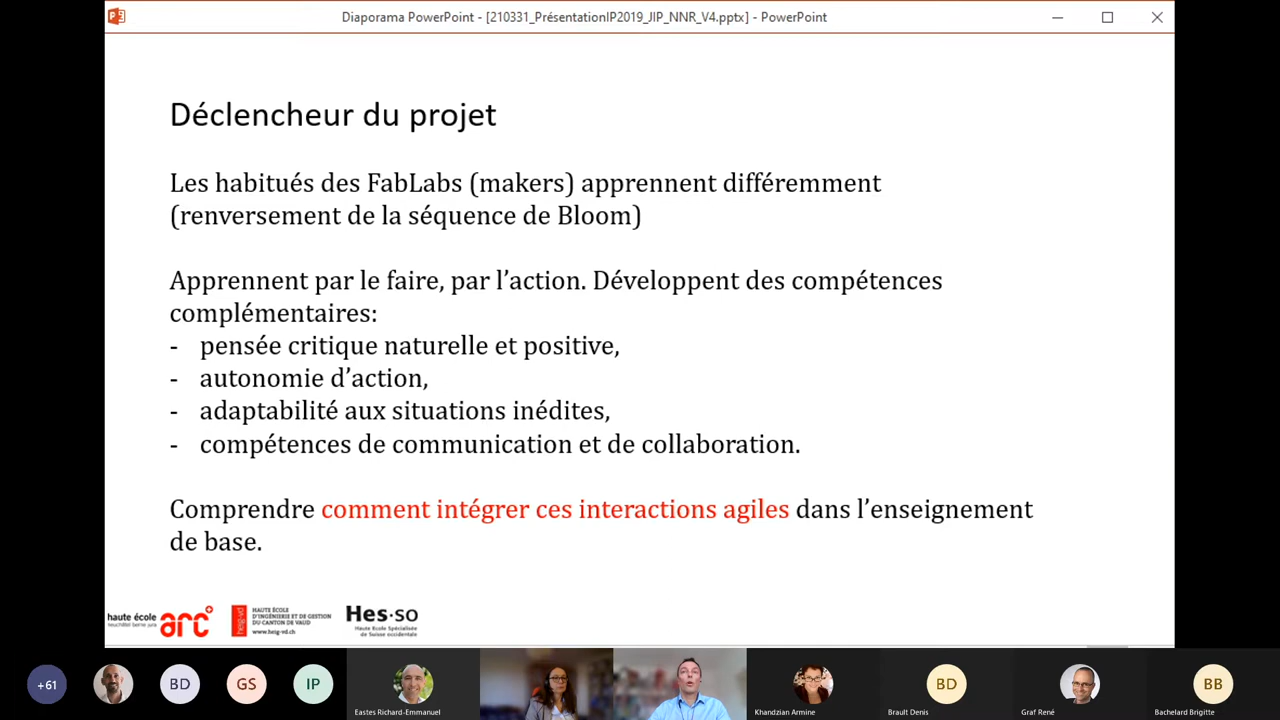 Diaporama PowerPoint - [210331_PrésentationIP2019_JIP_NNR_V4.pptx] - PowerPoint
Déclencheur du projet
Les habitués des FabLabs (makers) apprennent différemment
(renversement de la séquence de Bloom)
Apprennent par le faire, par l’action. Développent des compétences
complémentaires:
- pensée critique naturelle et positive,
- autonomie d’action,
- adaptabilité aux situations inédites,
- compétences de communication et de collaboration.
Comprendre comment intégrer ces interactions agiles dans l’enseignement
de base.
haute école arc
neuchâtel berne jura
heig-vd
HAUTE ÉCOLE
D'INGÉNIERIE ET DE GESTION
DU CANTON DE VAUD
www.heig-vd.ch
Hes·so
Haute Ecole Spécialisée
de Suisse occidentale
+61
BD
GS
IP
Eastes Richard-Emmanuel
Khandzian Armine
BD
Brault Denis
Graf René
BB
Bachelard Brigitte